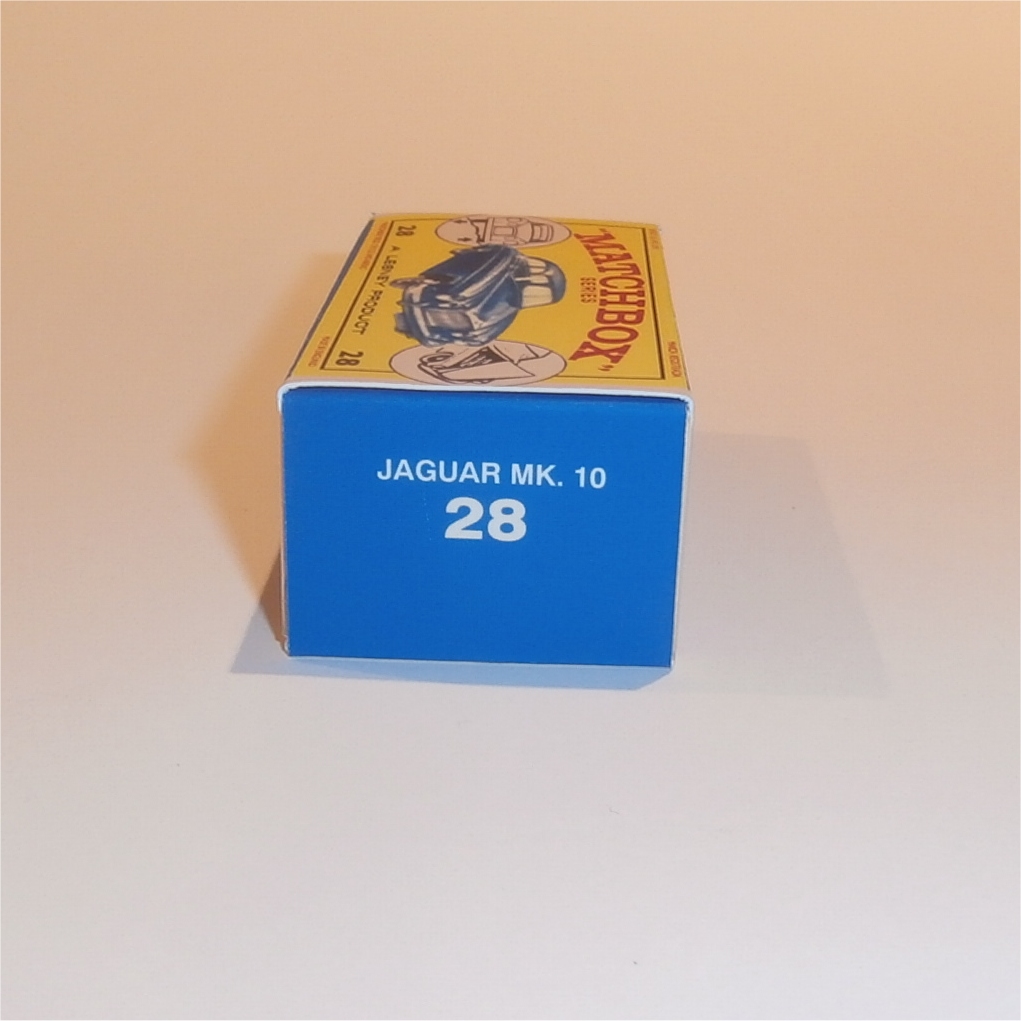 "MATCHBOX"
SERIES
28 A LESNEY PRODUCT 28
JAGUAR MK. 10
28